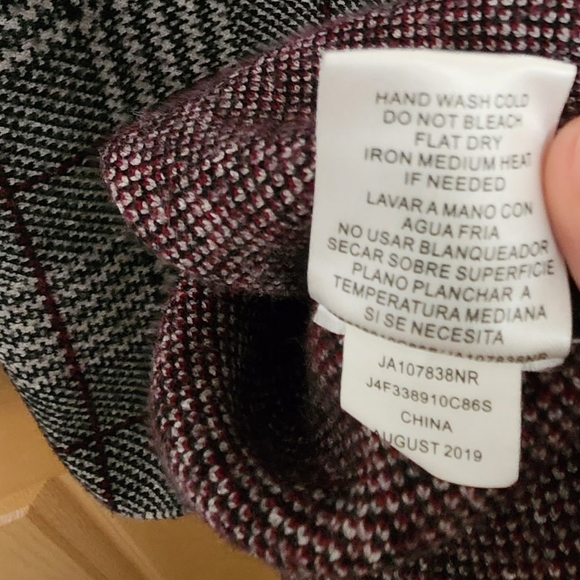 HAND WASH COLD
DO NOT BLEACH
FLAT DRY
IRON MEDIUM HEAT
IF NEEDED
LAVAR A MANO CON
AGUA FRIA
NO USAR BLANQUEADOR
SECAR SOBRE SUPERFICIE
PLANO PLANCHAR A
TEMPERATURA MEDIANA
SI SE NECESITA
JA107838NR
JA107838NR
J4F338910C86S
CHINA
AUGUST 2019